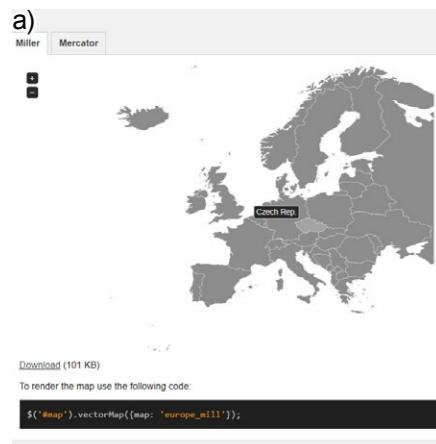 a)
Miller Mercator
+
−
Czech Rep.
Download (101 KB)
To render the map use the following code:
$('#map').vectorMap({map: 'europe_mill'});